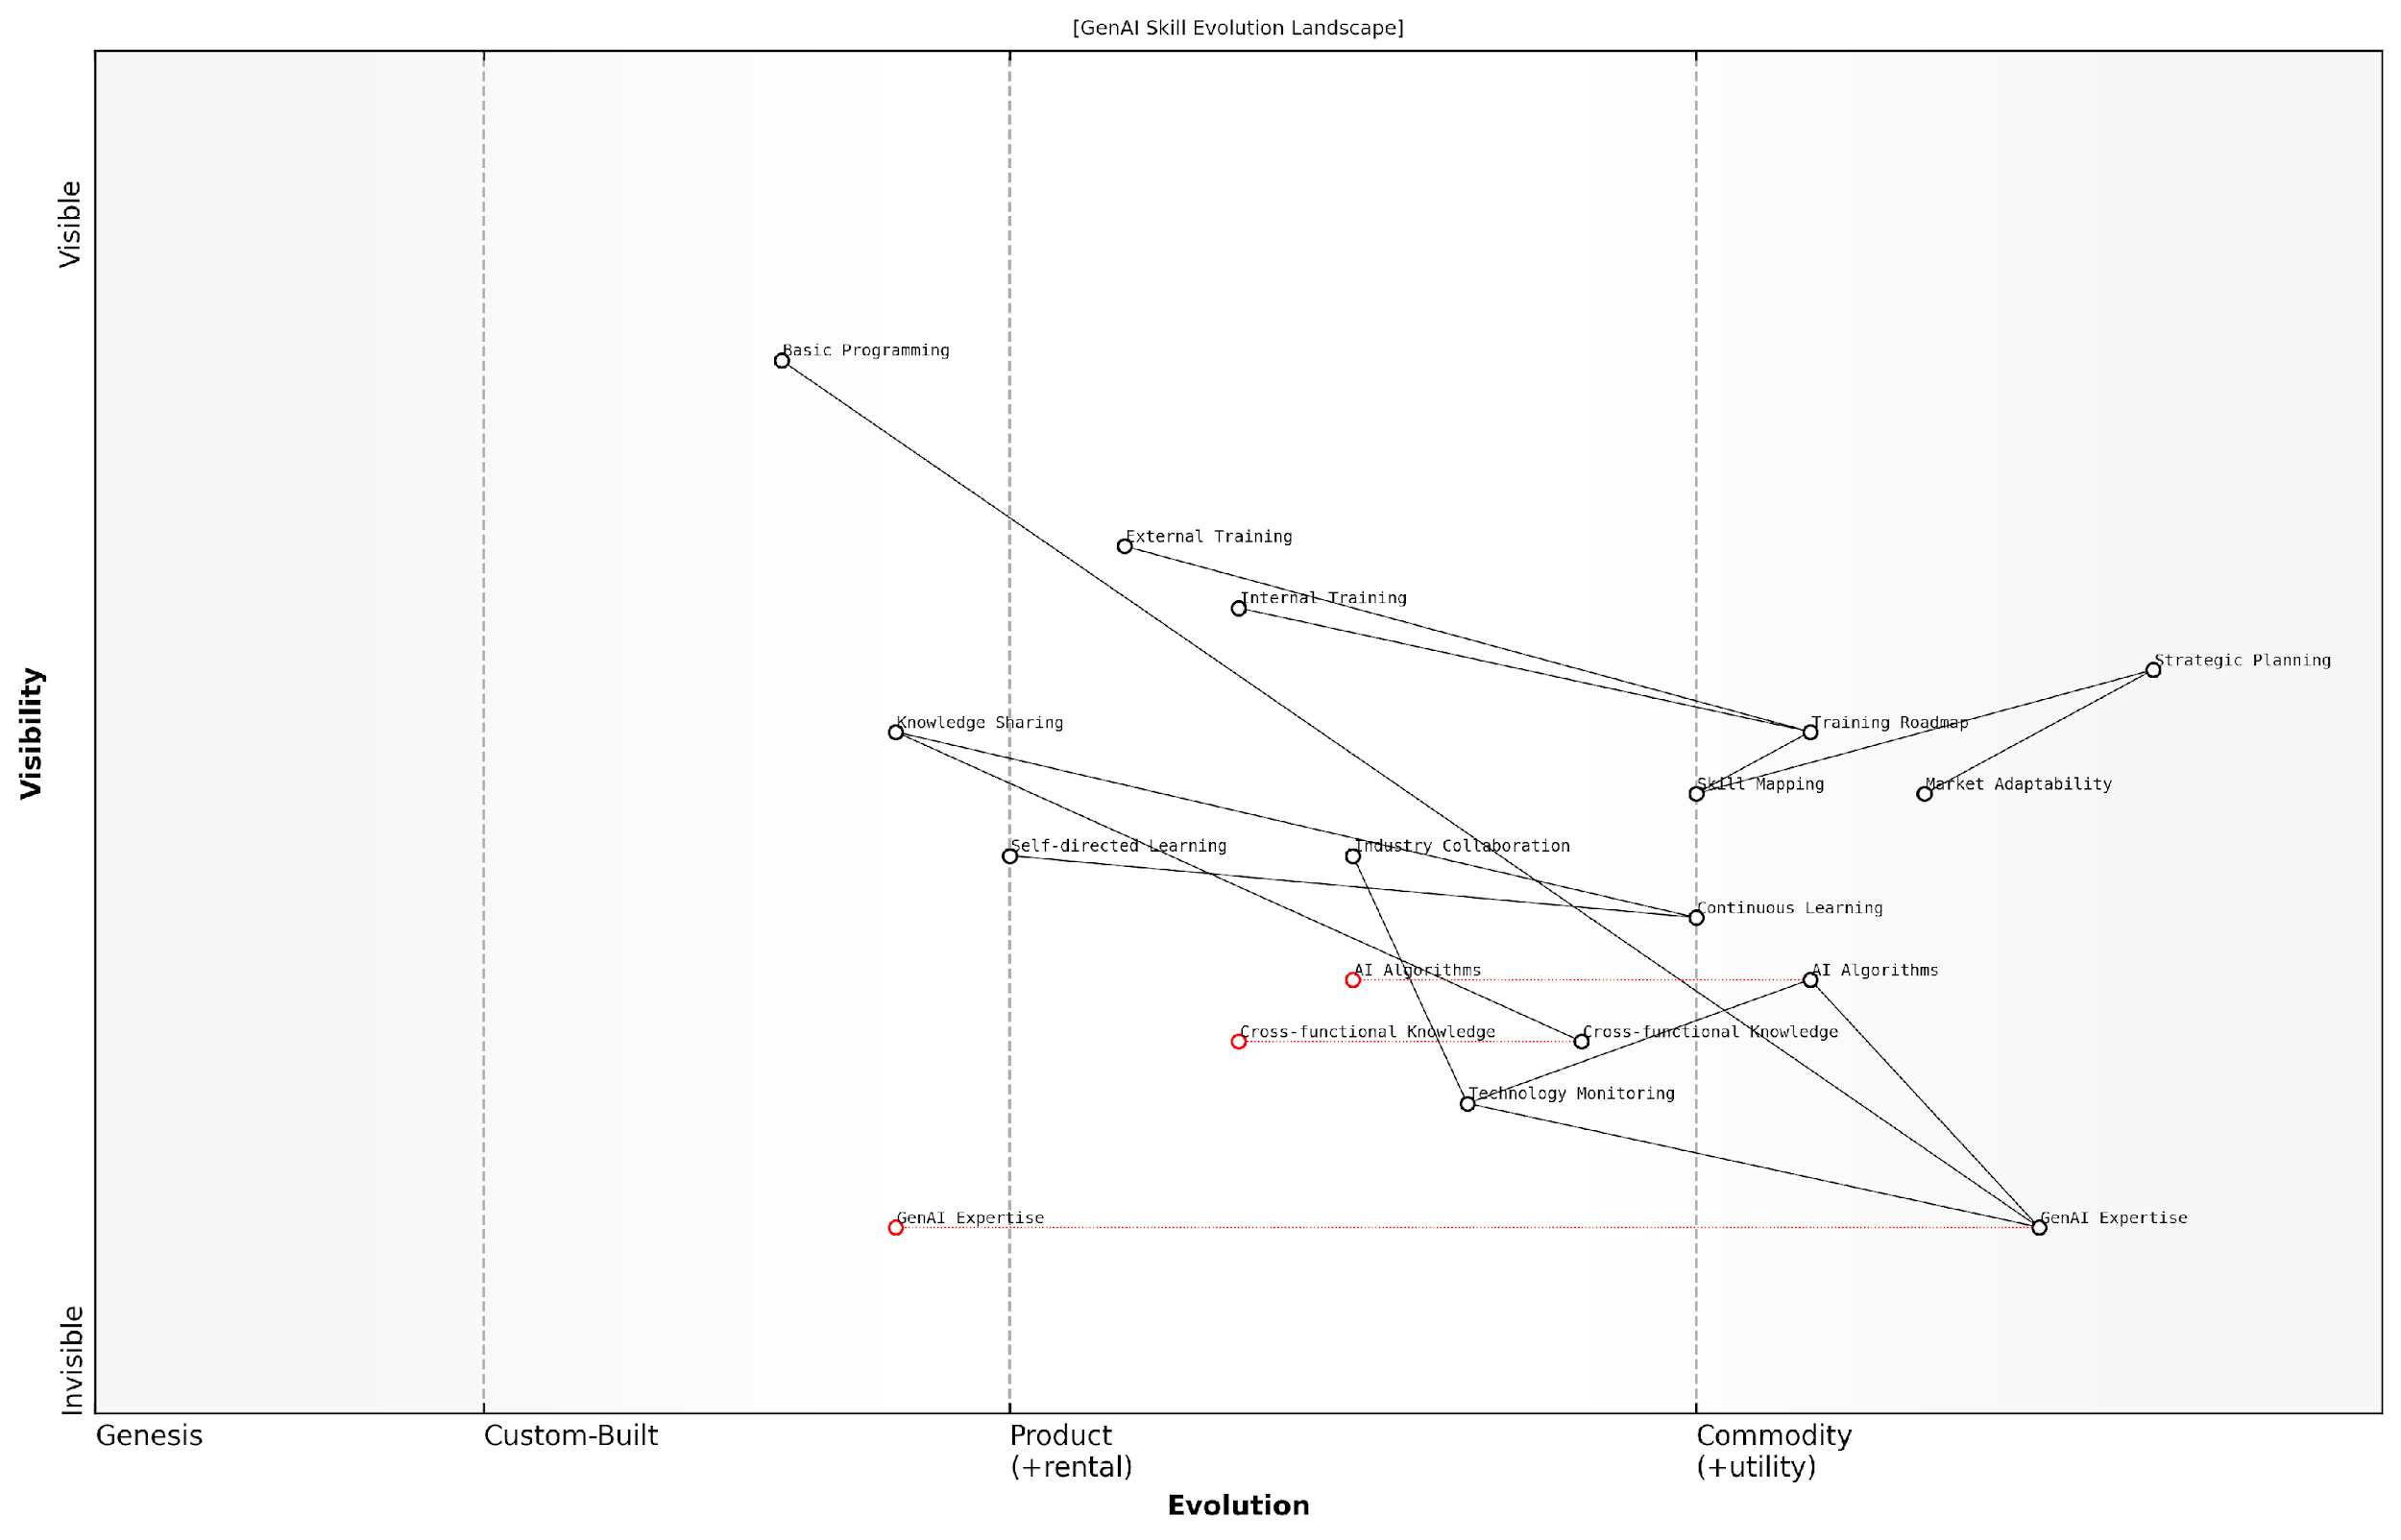 [GenAI Skill Evolution Landscape]
Visible
Basic Programming
External Training
Internal Training
Strategic Planning
Knowledge Sharing
Training Roadmap
Skill Mapping
Market Adaptability
Visibility
Self-directed Learning
Industry Collaboration
Continuous Learning
AI Algorithms
AI Algorithms
Cross-functional Knowledge
Cross-functional Knowledge
Technology Monitoring
GenAI Expertise
GenAI Expertise
Invisible
Genesis
Custom-Built
Product
(+rental)
Commodity
(+utility)
Evolution